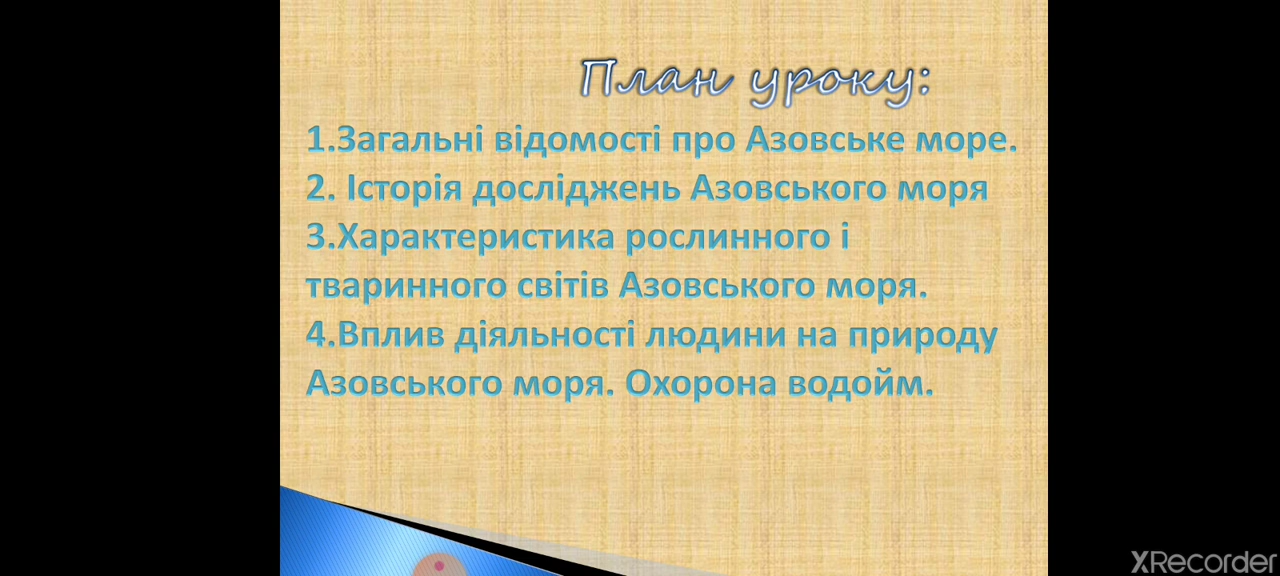 План уроку:
1.Загальні відомості про Азовське море.
2. Історія досліджень Азовського моря
3.Характеристика рослинного і
тваринного світів Азовського моря.
4.Вплив діяльності людини на природу
Азовського моря. Охорона водойм.
XRecorder